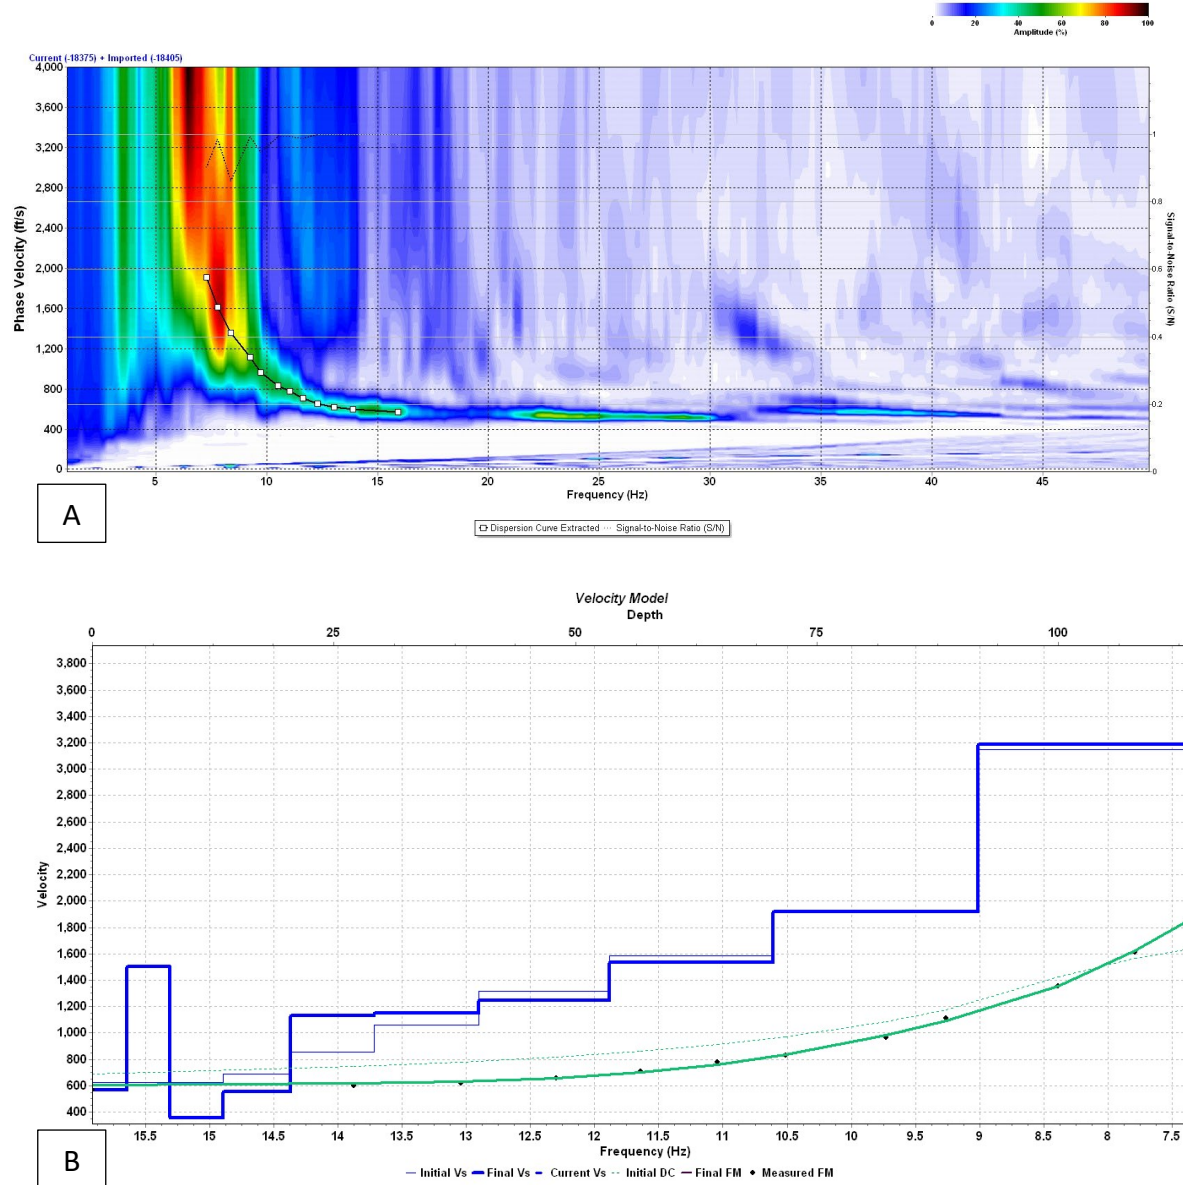 0 20 40 60 80 100
Amplitude (%)
Current (-18375) + Imported (-18405)
4,000
3,600
3,200
2,800
2,400
2,000
1,600
1,200
800
400
0
Phase Velocity (ft/s)
1
0.8
0.6
0.4
0.2
0
Signal-to-Noise Ratio (S/N)
5 10 15 20 25 30 35 40 45
Frequency (Hz)
A
Dispersion Curve Extracted Signal-to-Noise Ratio (S/N)
Velocity Model
Depth
0 25 50 75 100
3,800
3,600
3,400
3,200
3,000
2,800
2,600
2,400
2,200
2,000
1,800
1,600
1,400
1,200
1,000
800
600
400
Velocity
15.5 15 14.5 14 13.5 13 12.5 12 11.5 11 10.5 10 9.5 9 8.5 8 7.5
Frequency (Hz)
B
Initial Vs Final Vs Current Vs Initial DC Final FM Measured FM